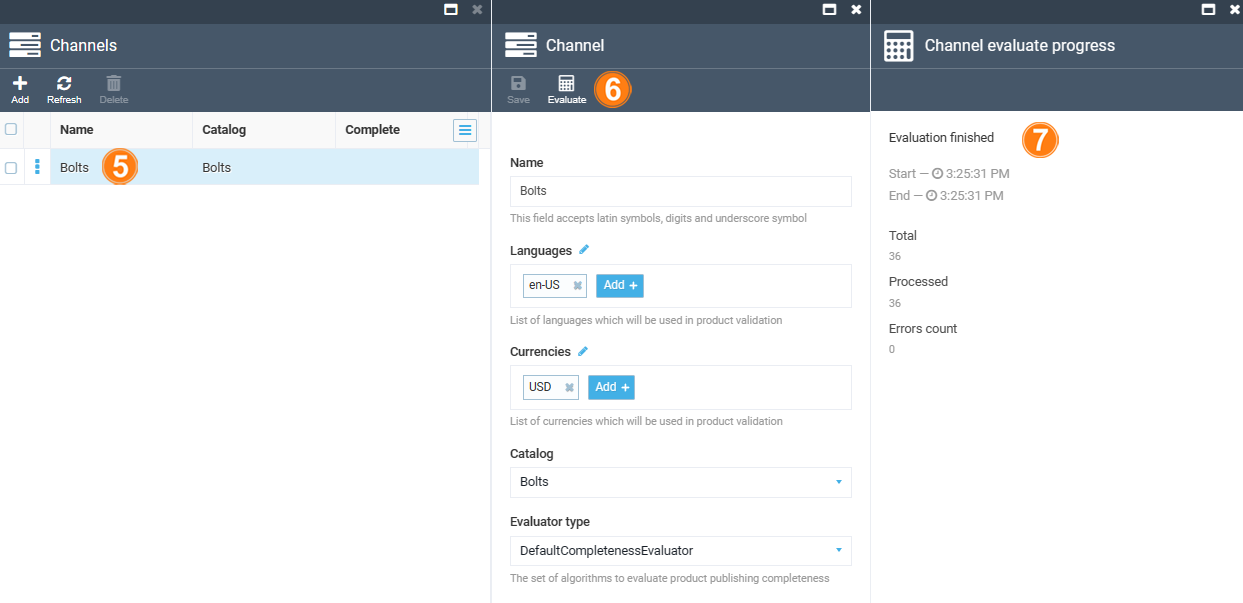 Channels
Add
Refresh
Delete
Name Catalog Complete
Bolts 5 Bolts
Channel
Save
Evaluate
6
Name
Bolts
This field accepts latin symbols, digits and underscore symbol
Languages
en-US Add +
List of languages which will be used in product validation
Currencies
USD Add +
List of currencies which will be used in product validation
Catalog
Bolts
Evaluator type
DefaultCompletenessEvaluator
The set of algorithms to evaluate product publishing completeness
Channel evaluate progress
Evaluation finished 7
Start — 3:25:31 PM
End — 3:25:31 PM
Total
36
Processed
36
Errors count
0